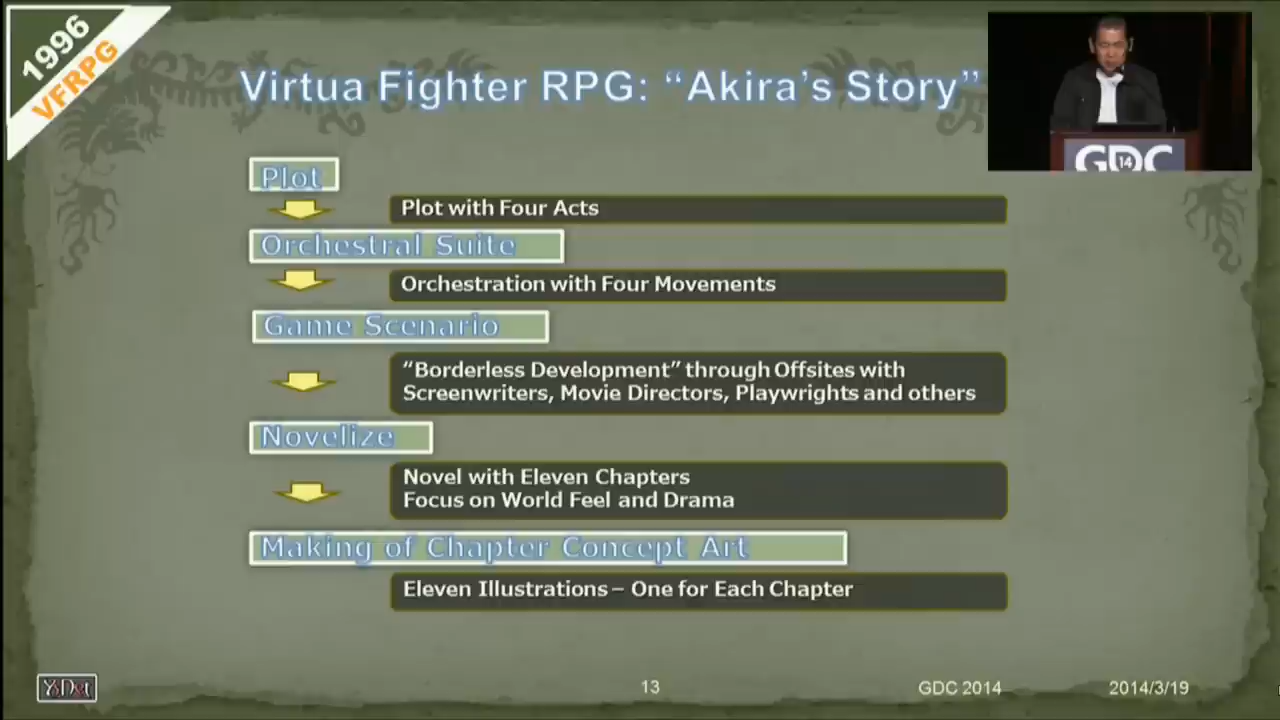 1996
VFRPG
Virtua Fighter RPG: “Akira’s Story”
GDC
14
Plot
Plot with Four Acts
Orchestral Suite
Orchestration with Four Movements
Game Scenario
“Borderless Development” through Offsites with
Screenwriters, Movie Directors, Playwrights and others
Novelize
Novel with Eleven Chapters
Focus on World Feel and Drama
Making of Chapter Concept Art
Eleven Illustrations – One for Each Chapter
YSNet
13
GDC 2014
2014/3/19